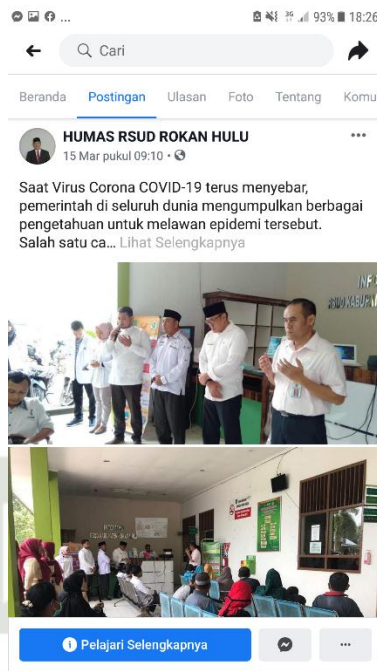 93% 18:26
Cari
Beranda Postingan Ulasan Foto Tentang Komu
HUMAS RSUD ROKAN HULU
15 Mar pukul 09:10
Saat Virus Corona COVID-19 terus menyebar,
pemerintah di seluruh dunia mengumpulkan berbagai
pengetahuan untuk melawan epidemi tersebut.
Salah satu ca... Lihat Selengkapnya
Pelajari Selengkapnya